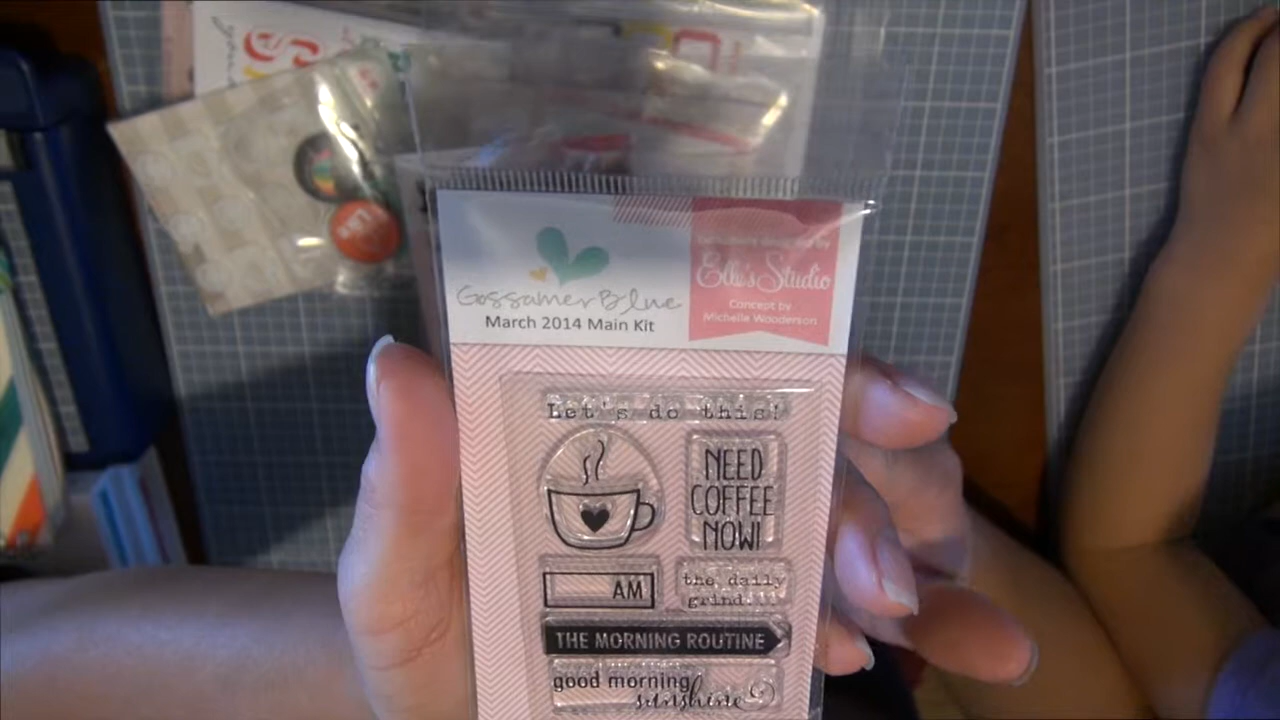 Gossamer Blue
March 2014 Main Kit
Elle's Studio
Concept by
Michelle Wooderson
Let's do this!
NEED
COFFEE
NOW!
AM
the daily
grind...
THE MORNING ROUTINE
good morning
sunshine